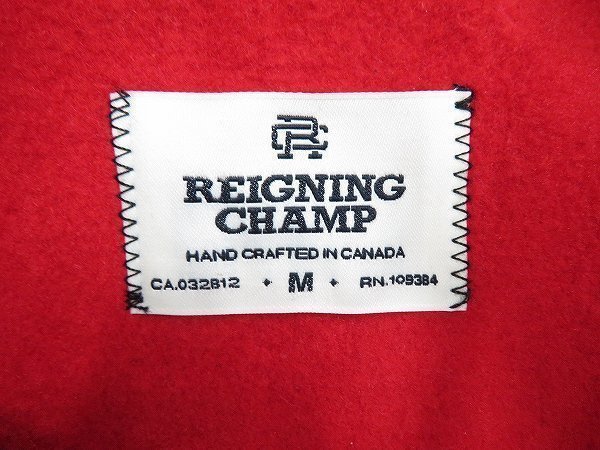 RC
REIGNING
CHAMP
HAND CRAFTED IN CANADA
CA.032812 • M • RN.109384